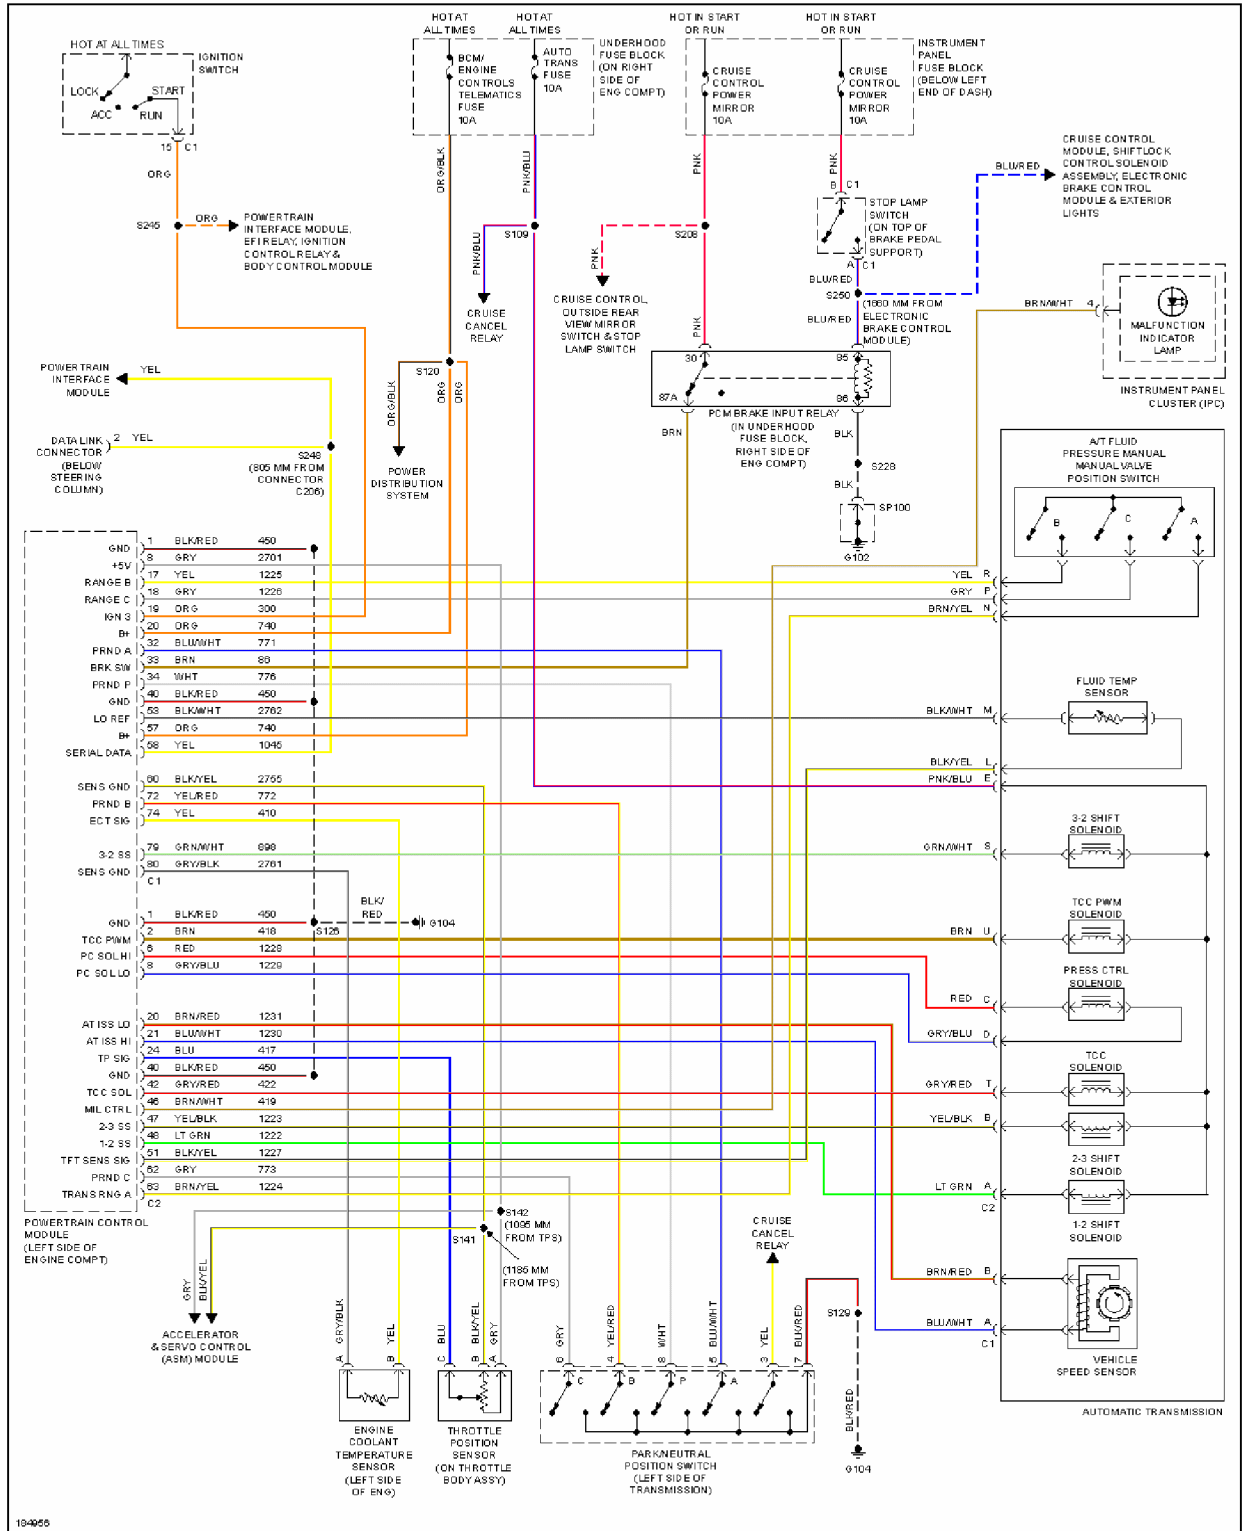 HOT AT ALL TIMES
IGNITION
SWITCH
LOCK
START
ACC
RUN
15 C1
ORG
S245
ORG
POWERTRAIN
INTERFACE MODULE,
EFI RELAY, IGNITION
CONTROL RELAY &
BODY CONTROL MODULE
HOT AT
ALL TIMES
HOT AT
ALL TIMES
BCM/
ENGINE
CONTROLS
TELEMATICS
FUSE
10A
AUTO
TRANS
FUSE
10A
UNDERHOOD
FUSE BLOCK
(ON RIGHT
SIDE OF
ENG COMPT)
HOT IN START
OR RUN
HOT IN START
OR RUN
CRUISE
CONTROL
POWER
MIRROR
10A
CRUISE
CONTROL
POWER
MIRROR
10A
INSTRUMENT
PANEL
FUSE BLOCK
(BELOW LEFT
END OF DASH)
ORG/BLK
PNK/BLU
PNK
PNK
B C1
STOP LAMP
SWITCH
(ON TOP OF
BRAKE PEDAL
SUPPORT)
A C1
BLU/RED
CRUISE CONTROL
MODULE, SHIFTLOCK
CONTROL SOLENOID
ASSEMBLY, ELECTRONIC
BRAKE CONTROL
MODULE & EXTERIOR
LIGHTS
PNK/BLU
S109
CRUISE
CANCEL
RELAY
PNK
S208
CRUISE CONTROL,
OUTSIDE REAR
VIEW MIRROR
SWITCH & STOP
LAMP SWITCH
BLU/RED
S250
BLU/RED
(1660 MM FROM
ELECTRONIC
BRAKE CONTROL
MODULE)
PNK
BRN/WHT 4
MALFUNCTION
INDICATOR
LAMP
INSTRUMENT PANEL
CLUSTER (IPC)
30
85
87A
86
PCM BRAKE INPUT RELAY
(IN UNDERHOOD
FUSE BLOCK,
RIGHT SIDE OF
ENG COMPT)
BRN
BLK
S228
BLK
SP100
G102
S120
ORG/BLK
ORG
ORG
POWER
DISTRIBUTION
SYSTEM
POWERTRAIN
INTERFACE
MODULE
YEL
DATA LINK
CONNECTOR
(BELOW
STEERING
COLUMN)
2 YEL
S248
(805 MM FROM
CONNECTOR
C206)
A/T FLUID
PRESSURE MANUAL
MANUAL VALVE
POSITION SWITCH
B
C
A
GND 1 BLK/RED 450
+5V 8 GRY 2701
RANGE B 17 YEL 1225
RANGE C 18 GRY 1226
IGN 3 19 ORG 300
B+ 20 ORG 740
PRND A 32 BLU/WHT 771
BRK SW 33 BRN 86
PRND P 34 WHT 776
GND 40 BLK/RED 450
LO REF 53 BLK/WHT 2762
B+ 57 ORG 740
SERIAL DATA 58 YEL 1045
SENS GND 60 BLK/YEL 2755
PRND B 72 YEL/RED 772
ECT SIG 74 YEL 410
3-2 SS 79 GRN/WHT 898
SENS GND 80 GRY/BLK 2761
C1
GND 1 BLK/RED 450
TCC PWM 2 BRN 418
PC SOL HI 6 RED 1228
PC SOL LO 8 GRY/BLU 1229
AT ISS LO 20 BRN/RED 1231
AT ISS HI 21 BLU/WHT 1230
TP SIG 24 BLU 417
GND 40 BLK/RED 450
TCC SOL 42 GRY/RED 422
MIL CTRL 46 BRN/WHT 419
2-3 SS 47 YEL/BLK 1223
1-2 SS 48 LT GRN 1222
TFT SENS SIG 51 BLK/YEL 1227
PRND C 62 GRY 773
TRANS RNG A 63 BRN/YEL 1224
C2
POWERTRAIN CONTROL
MODULE
(LEFT SIDE OF
ENGINE COMPT)
S126
BLK/
RED
G104
YEL R
GRY P
BRN/YEL N
FLUID TEMP
SENSOR
BLK/WHT M
BLK/YEL L
PNK/BLU E
3-2 SHIFT
SOLENOID
GRN/WHT S
TCC PWM
SOLENOID
BRN U
PRESS CTRL
SOLENOID
RED C
GRY/BLU D
TCC
SOLENOID
GRY/RED T
YEL/BLK B
2-3 SHIFT
SOLENOID
LT GRN A
C2
1-2 SHIFT
SOLENOID
BRN/RED B
BLU/WHT A
C1
VEHICLE
SPEED SENSOR
AUTOMATIC TRANSMISSION
S142
(1095 MM
FROM TPS)
S141
(1185 MM
FROM TPS)
GRY
BLK/YEL
ACCELERATOR
& SERVO CONTROL
(ASM) MODULE
A GRY/BLK
B YEL
C BLU
B BLK/YEL
A GRY
ENGINE
COOLANT
TEMPERATURE
SENSOR
(LEFT SIDE
OF ENG)
THROTTLE
POSITION
SENSOR
(ON THROTTLE
BODY ASSY)
CRUISE
CANCEL
RELAY
6 GRY
4 YEL/RED
8 WHT
5 BLU/WHT
3 YEL
7 BLK/RED
C
B
P
A
PARK/NEUTRAL
POSITION SWITCH
(LEFT SIDE OF
TRANSMISSION)
S129
BLK/RED
G104
184956